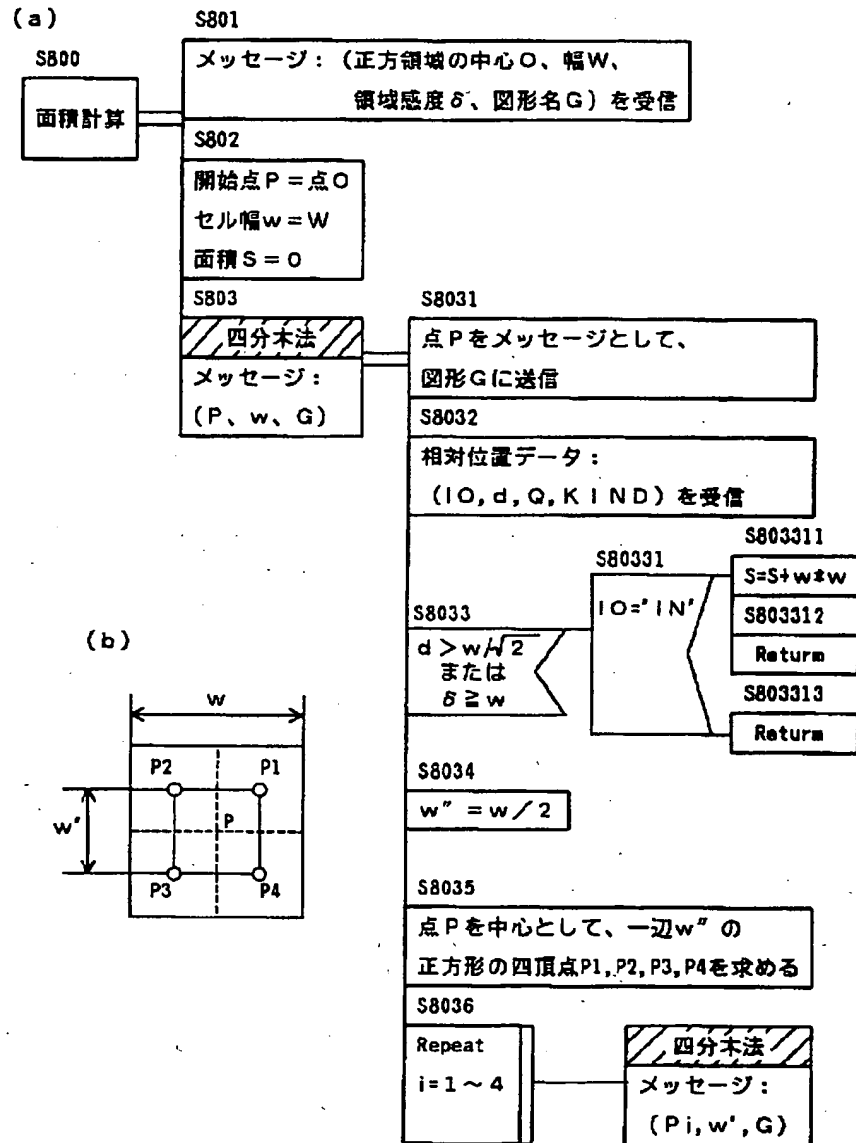 (a)
S800
面積計算
S801
メッセージ：(正方領域の中心O、幅W、
領域感度δ、図形名G)を受信
S802
開始点P＝点O
セル幅w＝W
面積S＝0
S803
四分木法
メッセージ：
(P、w、G)
S8031
点Pをメッセージとして、
図形Gに送信
S8032
相対位置データ：
(IO,d,Q,KIND)を受信
S8033
d＞w/√2
または
δ≧w
S80331
IO="IN"
S803311
S=S+w*w
S803312
Returm
S803313
Returm
S8034
w"＝w／2
S8035
点Pを中心として、一辺w"の
正方形の四頂点P1,P2,P3,P4を求める
S8036
Repeat
i=1～4
四分木法
メッセージ：
(Pi,w',G)
(b)
w
P2
P1
w'
P
P3
P4